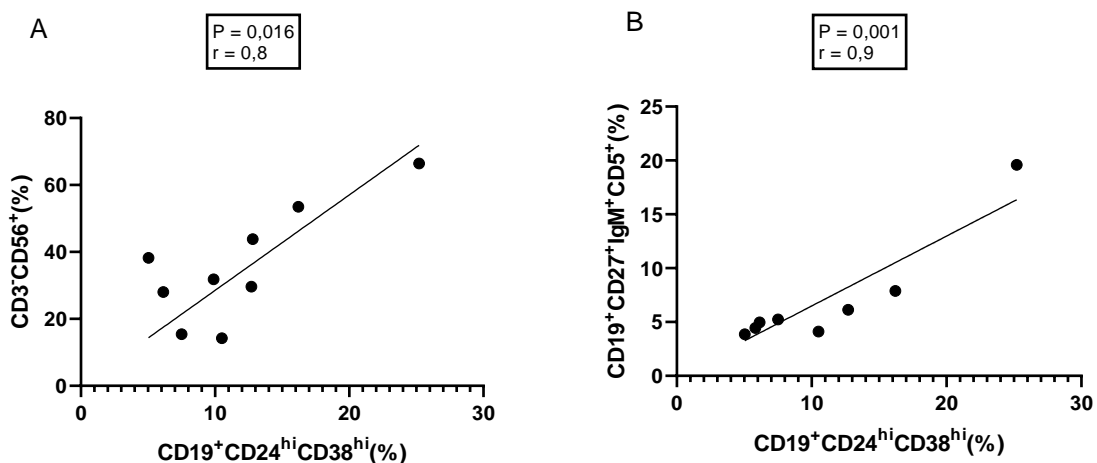 A
P = 0,016
r = 0,8
CD3⁻CD56⁺(%)
80
60
40
20
0
0 10 20 30
CD19⁺CD24ʰⁱCD38ʰⁱ(%)
B
P = 0,001
r = 0,9
CD19⁺CD27⁺IgM⁺CD5⁺(%)
25
20
15
10
5
0
0 10 20 30
CD19⁺CD24ʰⁱCD38ʰⁱ(%)